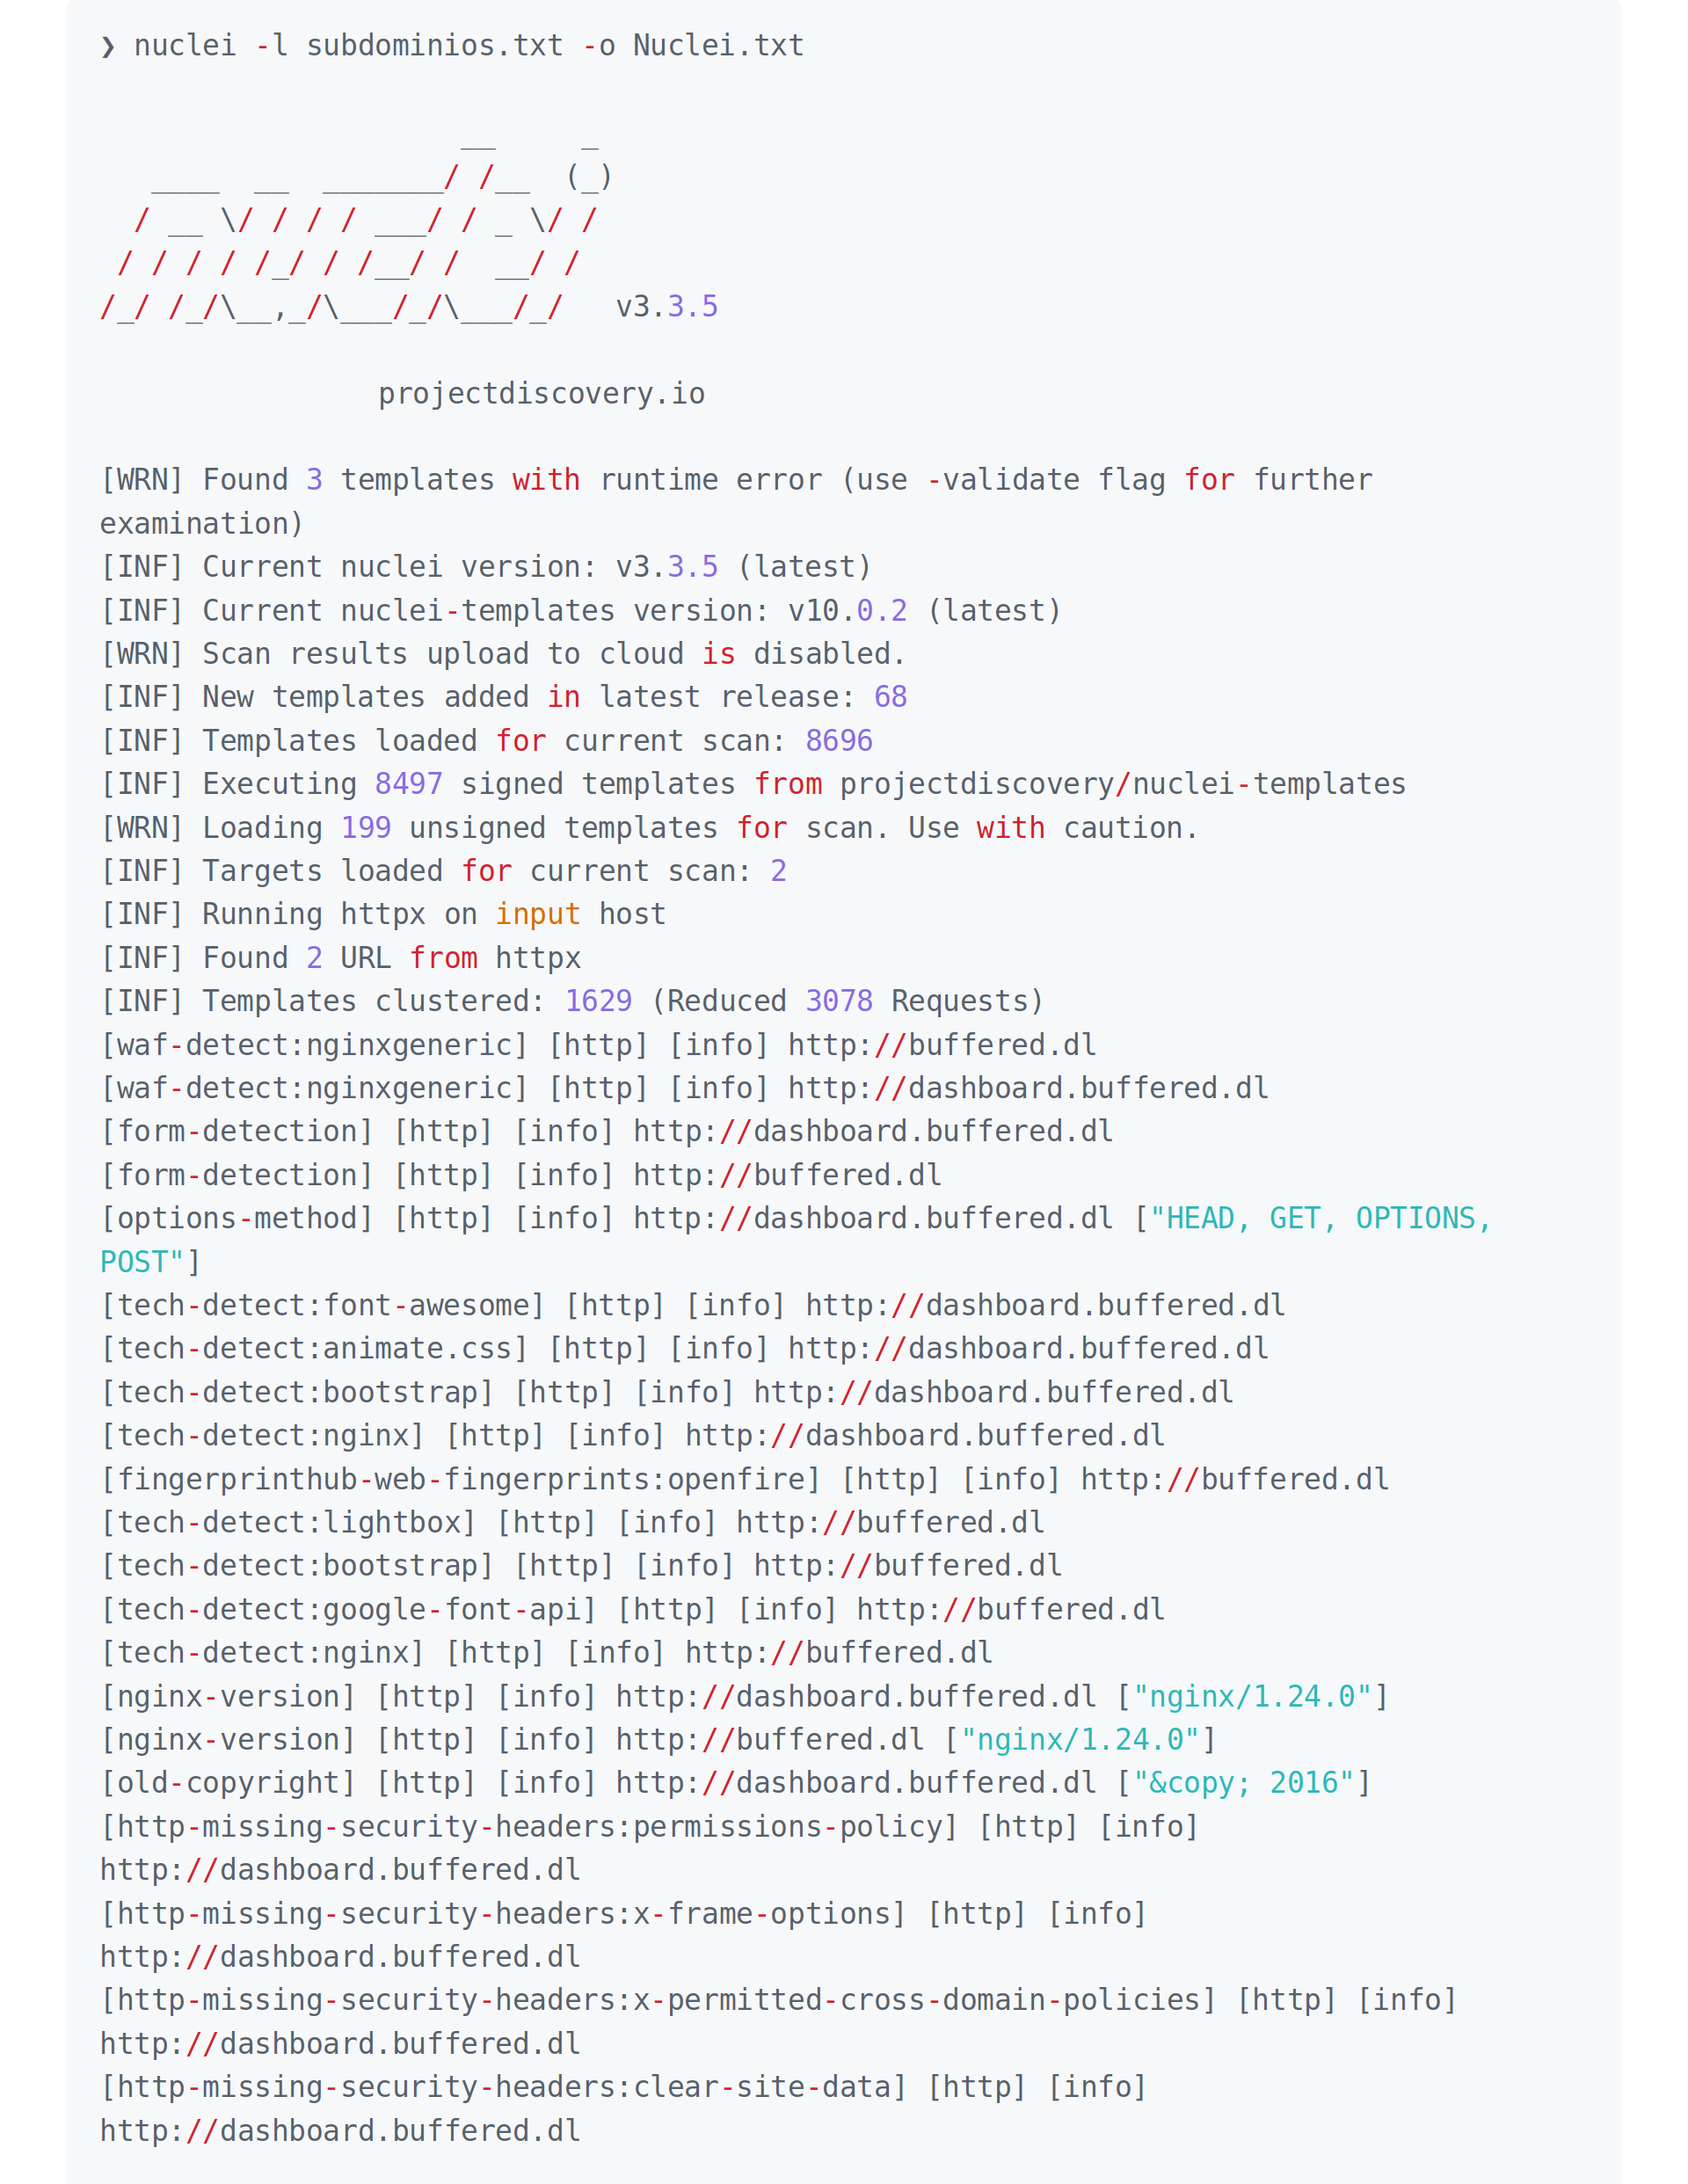 ❯ nuclei -l subdominios.txt -o Nuclei.txt
                     __     _
   ____  __  _______/ /__  (_)
  / __ \/ / / / ___/ / _ \/ /
 / / / / /_/ / /__/ /  __/ /
/_/ /_/\__,_/\___/_/\___/_/   v3.3.5
projectdiscovery.io
[WRN] Found 3 templates with runtime error (use -validate flag for further
examination)
[INF] Current nuclei version: v3.3.5 (latest)
[INF] Current nuclei-templates version: v10.0.2 (latest)
[WRN] Scan results upload to cloud is disabled.
[INF] New templates added in latest release: 68
[INF] Templates loaded for current scan: 8696
[INF] Executing 8497 signed templates from projectdiscovery/nuclei-templates
[WRN] Loading 199 unsigned templates for scan. Use with caution.
[INF] Targets loaded for current scan: 2
[INF] Running httpx on input host
[INF] Found 2 URL from httpx
[INF] Templates clustered: 1629 (Reduced 3078 Requests)
[waf-detect:nginxgeneric] [http] [info] http://buffered.dl
[waf-detect:nginxgeneric] [http] [info] http://dashboard.buffered.dl
[form-detection] [http] [info] http://dashboard.buffered.dl
[form-detection] [http] [info] http://buffered.dl
[options-method] [http] [info] http://dashboard.buffered.dl ["HEAD, GET, OPTIONS,
POST"]
[tech-detect:font-awesome] [http] [info] http://dashboard.buffered.dl
[tech-detect:animate.css] [http] [info] http://dashboard.buffered.dl
[tech-detect:bootstrap] [http] [info] http://dashboard.buffered.dl
[tech-detect:nginx] [http] [info] http://dashboard.buffered.dl
[fingerprinthub-web-fingerprints:openfire] [http] [info] http://buffered.dl
[tech-detect:lightbox] [http] [info] http://buffered.dl
[tech-detect:bootstrap] [http] [info] http://buffered.dl
[tech-detect:google-font-api] [http] [info] http://buffered.dl
[tech-detect:nginx] [http] [info] http://buffered.dl
[nginx-version] [http] [info] http://dashboard.buffered.dl ["nginx/1.24.0"]
[nginx-version] [http] [info] http://buffered.dl ["nginx/1.24.0"]
[old-copyright] [http] [info] http://dashboard.buffered.dl ["&copy; 2016"]
[http-missing-security-headers:permissions-policy] [http] [info]
http://dashboard.buffered.dl
[http-missing-security-headers:x-frame-options] [http] [info]
http://dashboard.buffered.dl
[http-missing-security-headers:x-permitted-cross-domain-policies] [http] [info]
http://dashboard.buffered.dl
[http-missing-security-headers:clear-site-data] [http] [info]
http://dashboard.buffered.dl